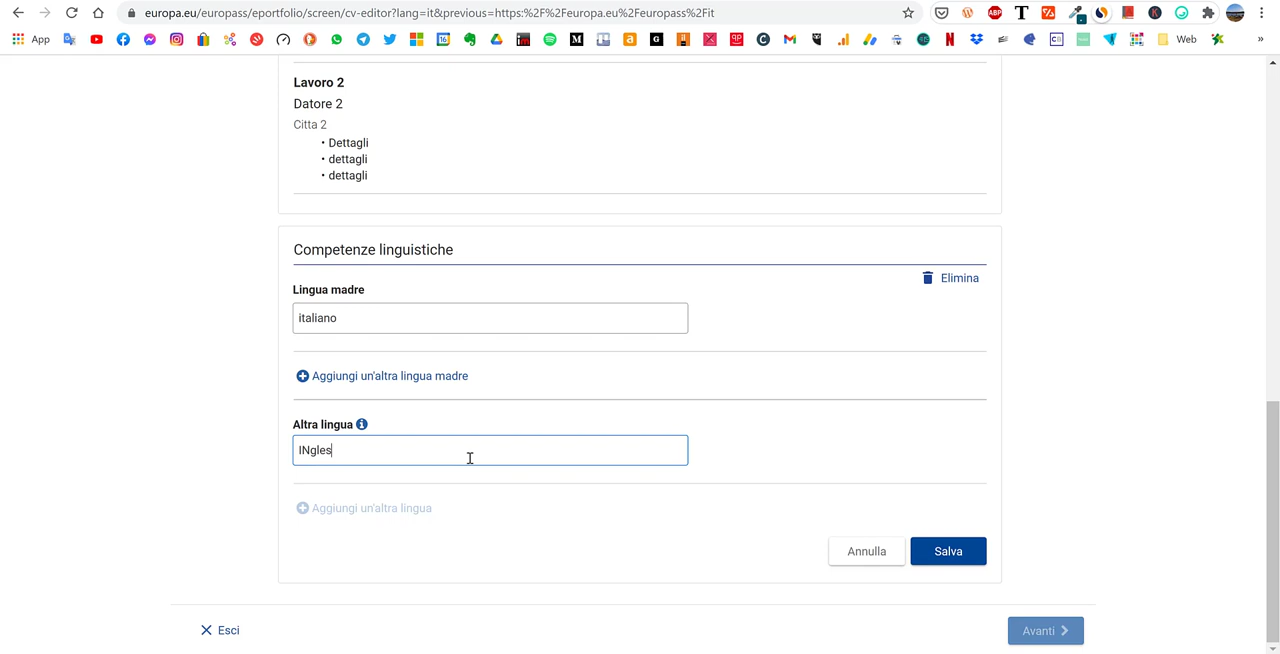 europa.eu/europass/eportfolio/screen/cv-editor?lang=it&previous=https:%2F%2Feuropa.eu%2Feuropass%2Fit
App
Web
»
Lavoro 2
Datore 2
Citta 2
• Dettagli
• dettagli
• dettagli
Competenze linguistiche
Elimina
Lingua madre
italiano
Aggiungi un'altra lingua madre
Altra lingua
INgles
Aggiungi un'altra lingua
Annulla
Salva
Esci
Avanti